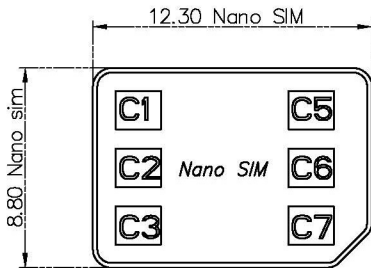 12.30 Nano SIM
8.80 Nano sim
C1 C5
C2 Nano SIM C6
C3 C7